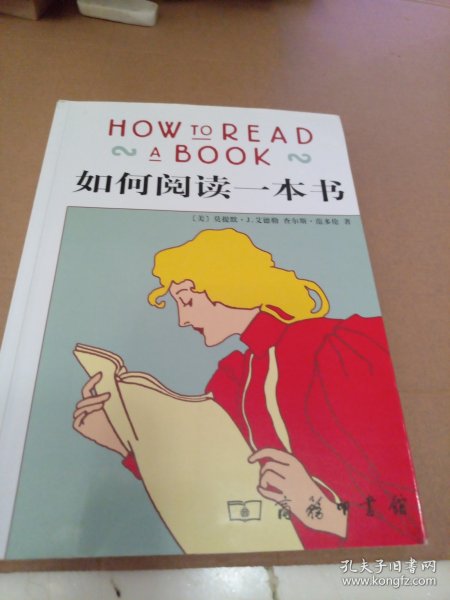 HOW TO READ
A BOOK
如何阅读一本书
［美］莫提默·J.艾德勒 查尔斯·范多伦 著
商務印書館
孔夫子旧书网
www.kongfz.com